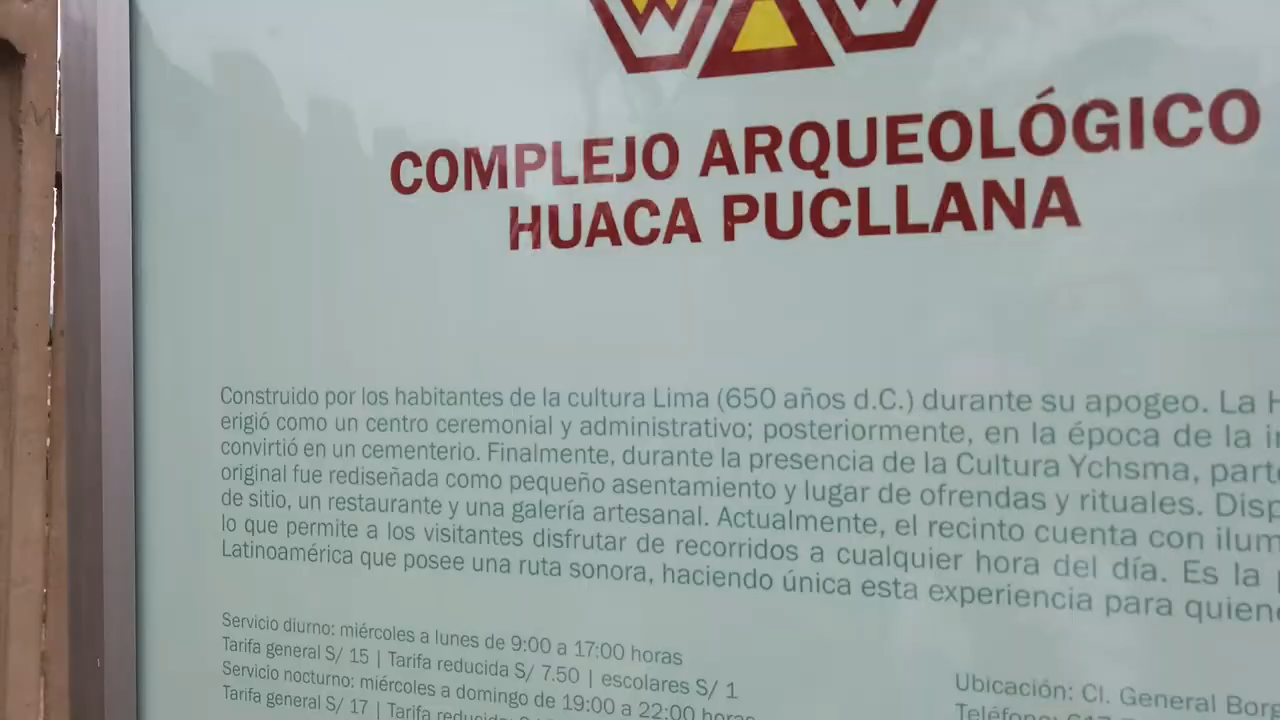 COMPLEJO ARQUEOLÓGICO
HUACA PUCLLANA
Construido por los habitantes de la cultura Lima (650 años d.C.) durante su apogeo. La
erigió como un centro ceremonial y administrativo; posteriormente, en la época de la
convirtió en un cementerio. Finalmente, durante la presencia de la Cultura Ychsma,
original fue rediseñada como pequeño asentamiento y lugar de ofrendas y rituales.
de sitio, un restaurante y una galería artesanal. Actualmente, el recinto cuenta con
lo que permite a los visitantes disfrutar de recorridos a cualquier hora del día. Es la
Latinoamérica que posee una ruta sonora, haciendo única esta experiencia para
Servicio diurno: miércoles a lunes de 9:00 a 17:00 horas
Tarifa general S/ 15 | Tarifa reducida S/ 7.50 | escolares S/ 1
Servicio nocturno: miércoles a domingo de 19:00 a 22:00 horas
Tarifa general S/ 17 | Tarifa
Ubicación: Cl. General
Teléfono: